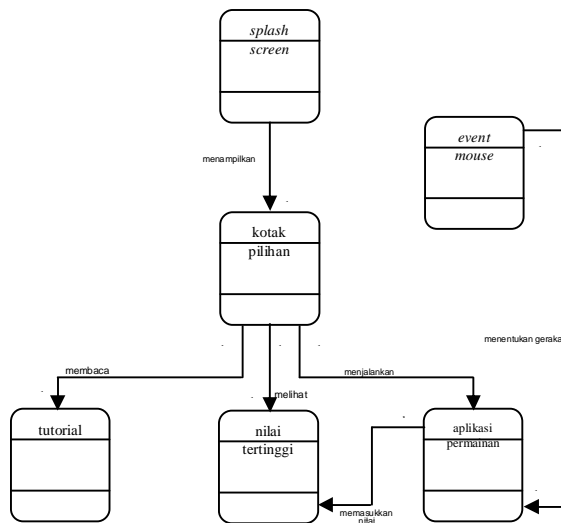 splash
screen
menampilkan
event
mouse
kotak
pilihan
menentukan geraka
membaca
melihat
menjalankan
tutorial
nilai
tertinggi
aplikasi
permainan
memasukkan
nilai